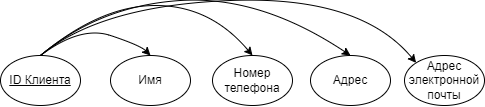 ID Клиента
Имя
Номер
телефона
Адрес
Адрес
электронной
почты